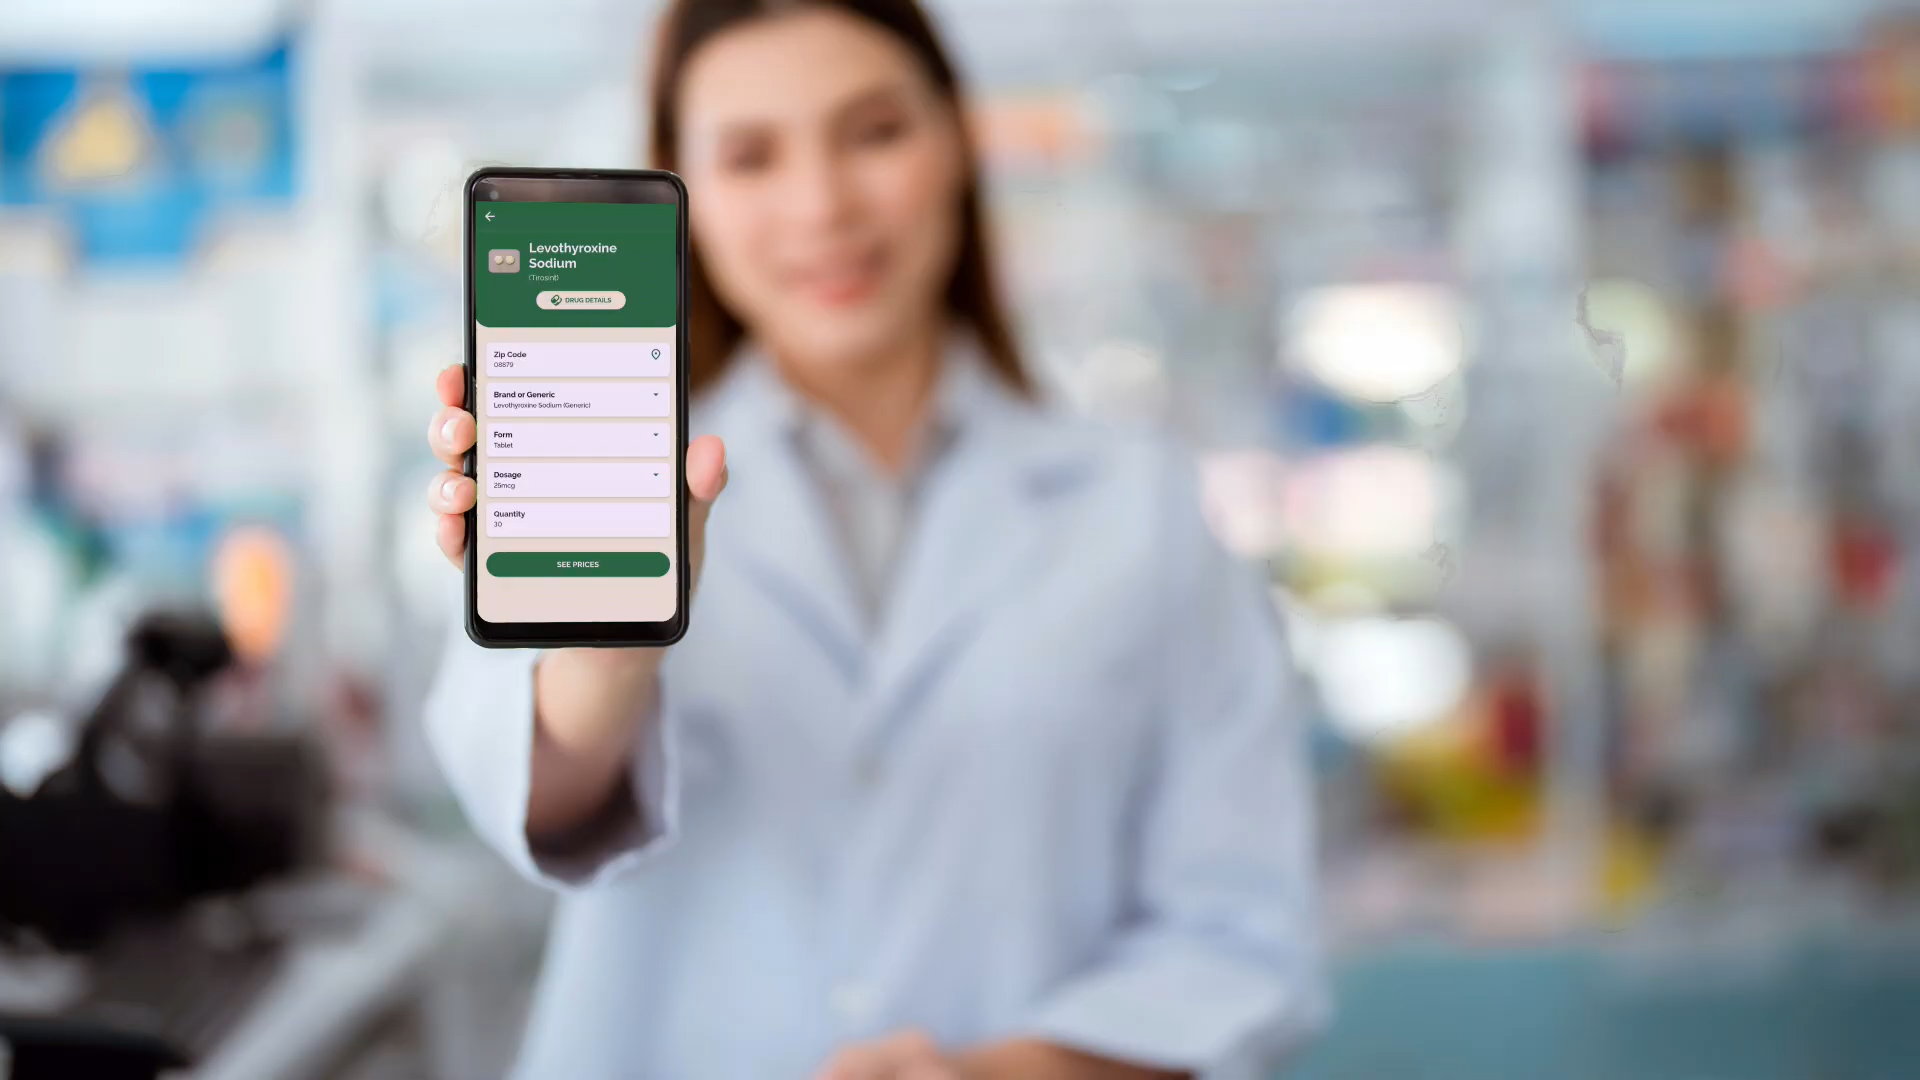 Levothyroxine
Sodium
(Tirosint)
DRUG DETAILS
Zip Code
08879
Brand or Generic
Levothyroxine Sodium (Generic)
Form
Tablet
Dosage
25mcg
Quantity
30
SEE PRICES